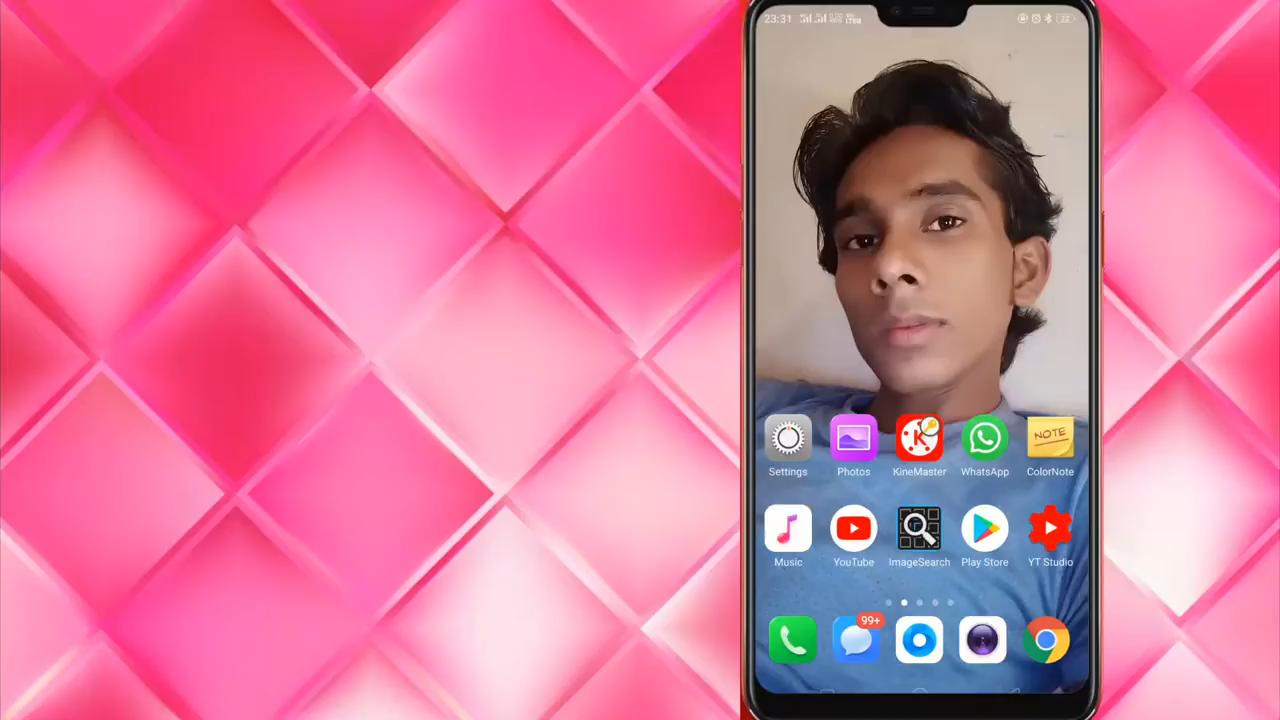 23:31
Settings Photos KineMaster WhatsApp ColorNote
NOTE
Music YouTube ImageSearch Play Store YT Studio
99+